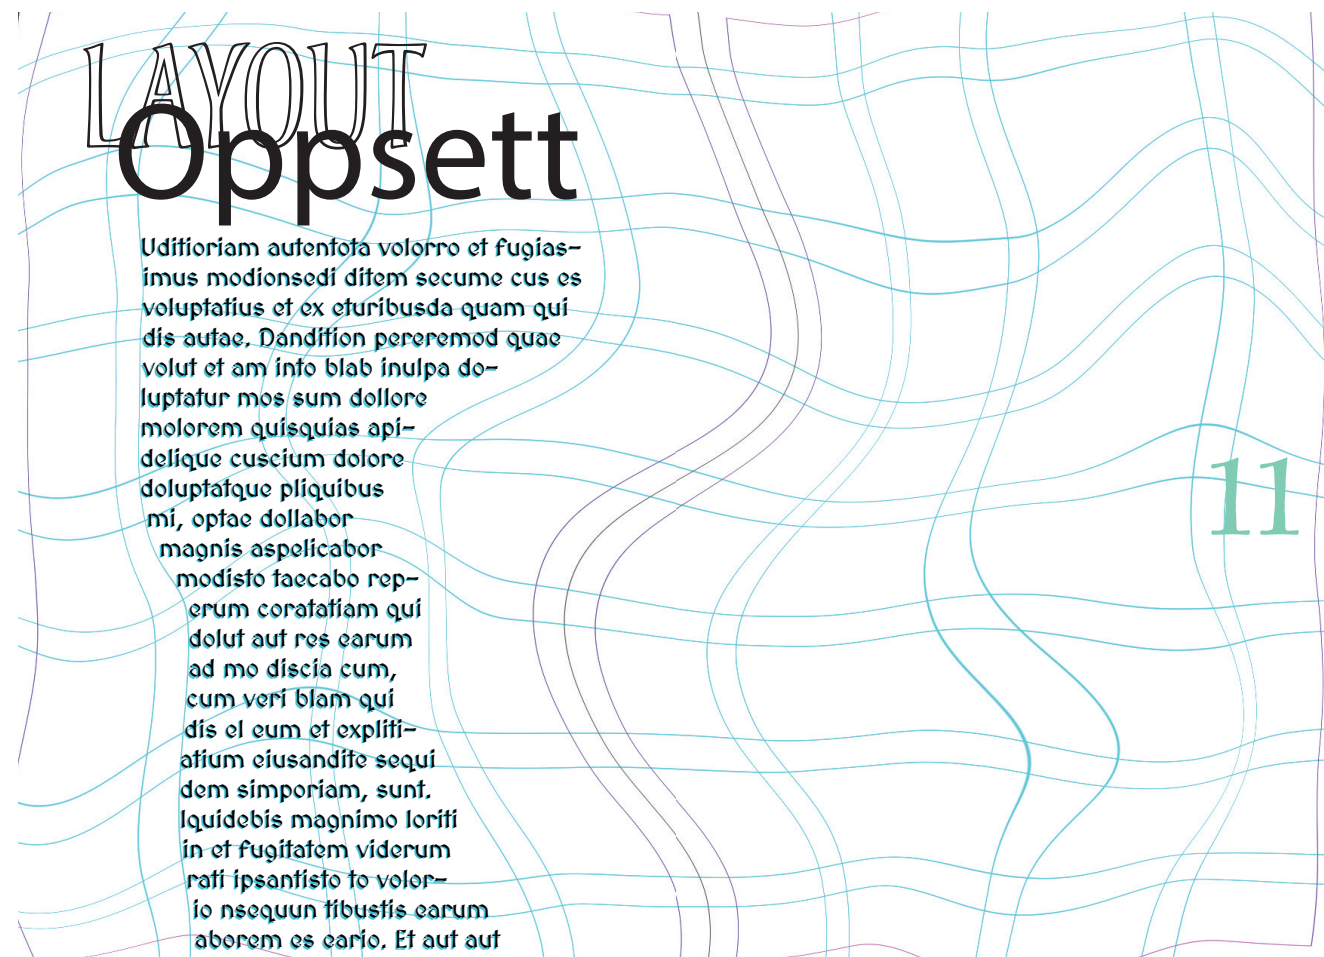 LAYOUT
Oppsett
Uditioriam autentota volorro et fugias-
imus modionsedi ditem secume cus es
voluptatius et ex eturibusda quam qui
dis autae. Dandition pereremod quae
volut et am into blab inulpa do-
luptatur mos sum dollore
molorem quisquias api-
delique cuscium dolore
doluptatque pliquibus
mi, optae dollabor
magnis aspelicabor
modisto taecabo rep-
erum coratatiam qui
dolut aut res earum
ad mo discia cum,
cum veri blam qui
dis el eum et expliti-
atium eiusandite sequi
dem simporiam, sunt.
Iquidebis magnimo loriti
in et fugitatem viderum
rati ipsantisto to volor-
io nsequun tibustis earum
aborem es eario. Et aut aut
11